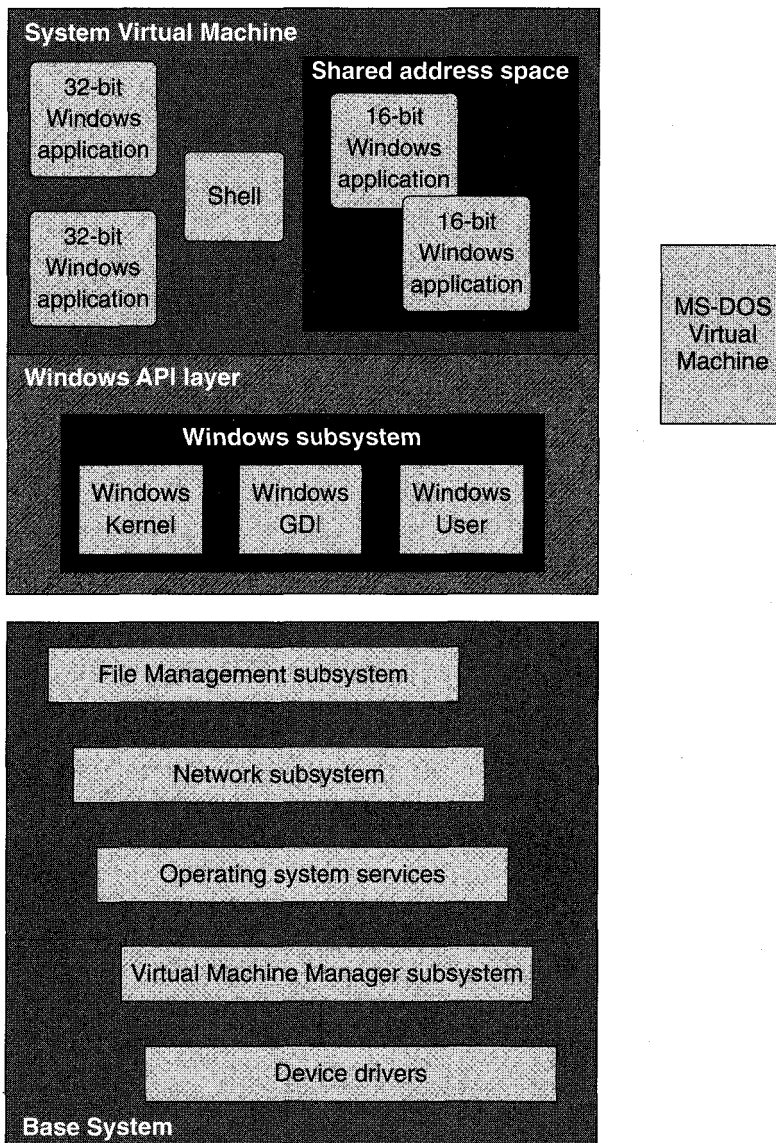 System Virtual Machine
32-bit
Windows
application
32-bit
Windows
application
Shell
Shared address space
16-bit
Windows
application
16-bit
Windows
application
MS-DOS
Virtual
Machine
Windows API layer
Windows subsystem
Windows
Kernel
Windows
GDI
Windows
User
File Management subsystem
Network subsystem
Operating system services
Virtual Machine Manager subsystem
Device drivers
Base System